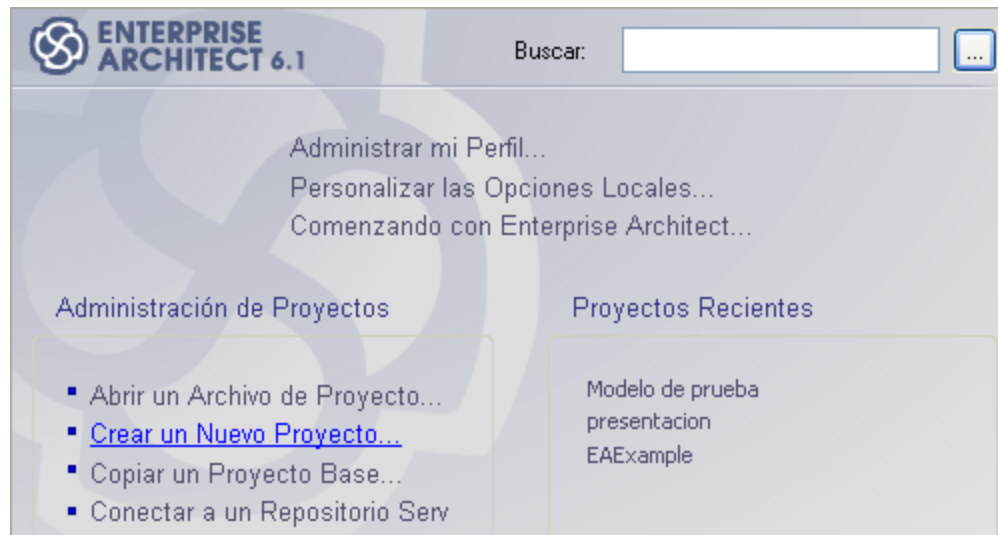 ENTERPRISE
ARCHITECT 6.1
Buscar:
...
Administrar mi Perfil...
Personalizar las Opciones Locales...
Comenzando con Enterprise Architect...
Administración de Proyectos
Abrir un Archivo de Proyecto...
Crear un Nuevo Proyecto...
Copiar un Proyecto Base...
Conectar a un Repositorio Serv
Proyectos Recientes
Modelo de prueba
presentacion
EAExample